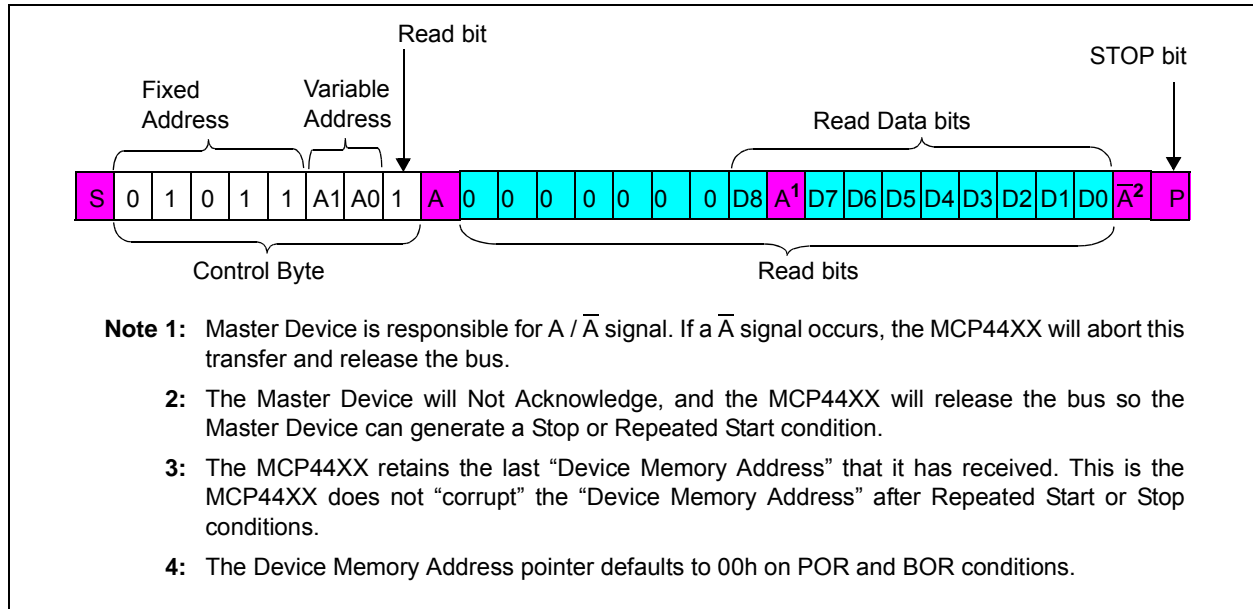 Read bit
STOP bit
Fixed Address
Variable Address
Read Data bits
S 0 1 0 1 1 A1 A0 1 A 0 0 0 0 0 0 0 D8 A¹ D7 D6 D5 D4 D3 D2 D1 D0 A̅² P
Control Byte
Read bits
Note 1: Master Device is responsible for A / A̅ signal. If a A̅ signal occurs, the MCP44XX will abort this
transfer and release the bus.
2: The Master Device will Not Acknowledge, and the MCP44XX will release the bus so the
Master Device can generate a Stop or Repeated Start condition.
3: The MCP44XX retains the last “Device Memory Address” that it has received. This is the
MCP44XX does not “corrupt” the “Device Memory Address” after Repeated Start or Stop
conditions.
4: The Device Memory Address pointer defaults to 00h on POR and BOR conditions.